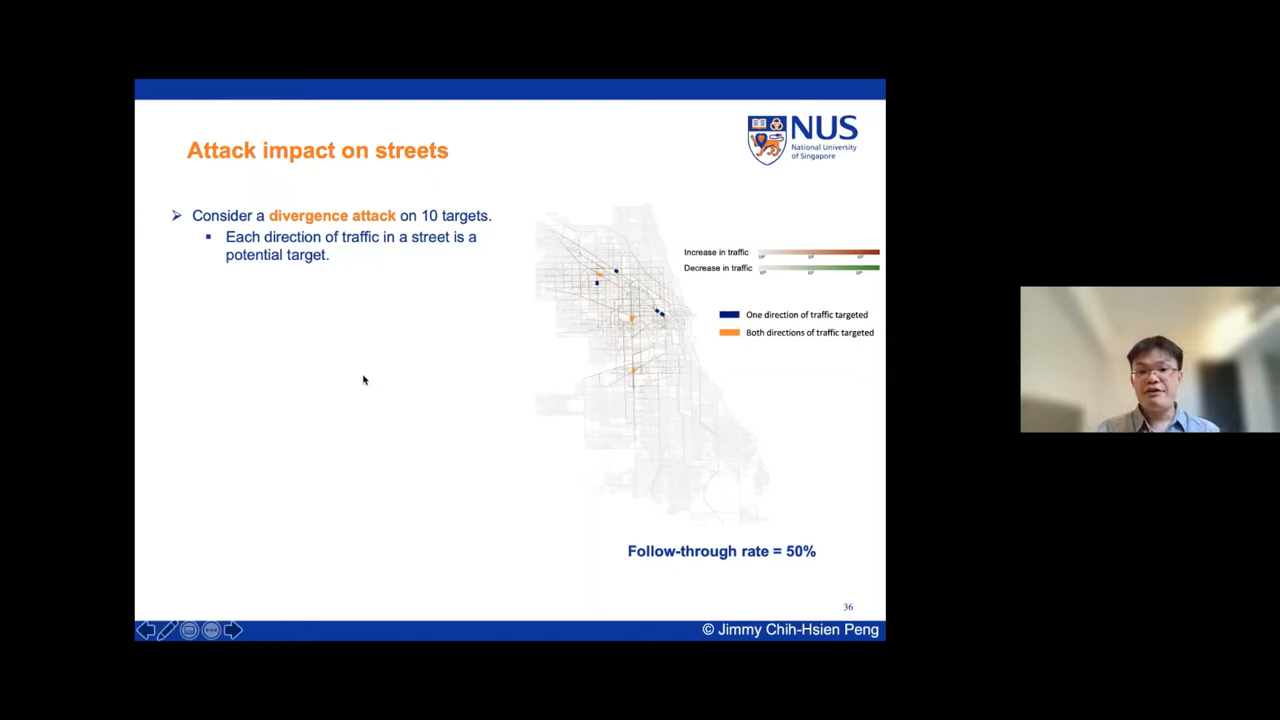 Attack impact on streets
NUS
National University
of Singapore
➢ Consider a divergence attack on 10 targets.
▪ Each direction of traffic in a street is a
potential target.
Increase in traffic
Decrease in traffic
One direction of traffic targeted
Both directions of traffic targeted
Follow-through rate = 50%
36
© Jimmy Chih-Hsien Peng